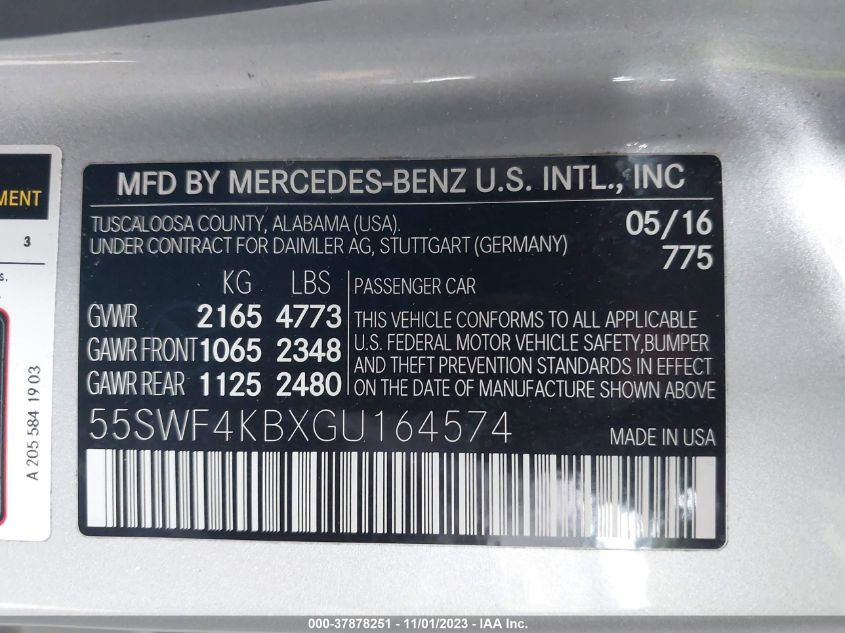 MENT
3
s.
A 205 584 19 03
MFD BY MERCEDES-BENZ U.S. INTL., INC
TUSCALOOSA COUNTY, ALABAMA (USA).
UNDER CONTRACT FOR DAIMLER AG, STUTTGART (GERMANY)
05/16
775
KG LBS
GVWR 2165 4773
GAWR FRONT 1065 2348
GAWR REAR 1125 2480
PASSENGER CAR
THIS VEHICLE CONFORMS TO ALL APPLICABLE
U.S. FEDERAL MOTOR VEHICLE SAFETY,BUMPER
AND THEFT PREVENTION STANDARDS IN EFFECT
ON THE DATE OF MANUFACTURE SHOWN ABOVE
55SWF4KBXGU164574
MADE IN USA
000-37878251 - 11/01/2023 - IAAI.com